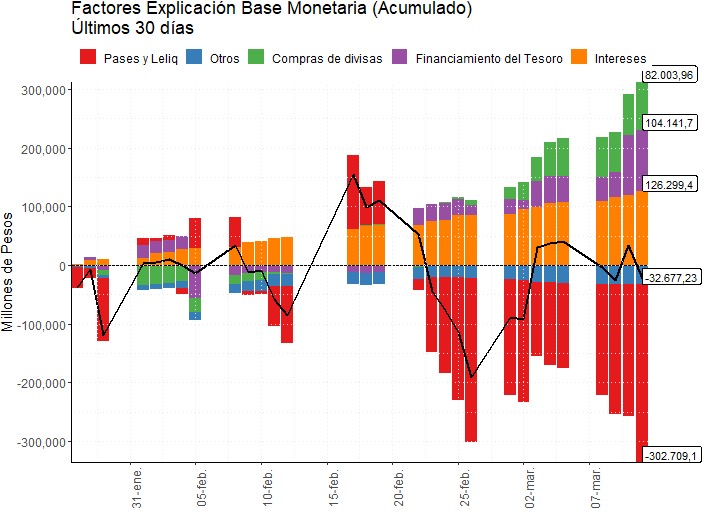 Factores Explicación Base Monetaria (Acumulado)
Últimos 30 días
Pases y Leliq Otros Compras de divisas Financiamiento del Tesoro Intereses
Millones de Pesos
300,000
200,000
100,000
0
-100,000
-200,000
-300,000
82.003,96
104.141,7
126.299,4
-32.677,23
-302.709,1
31-ene.
05-feb.
10-feb.
15-feb.
20-feb.
25-feb.
02-mar.
07-mar.